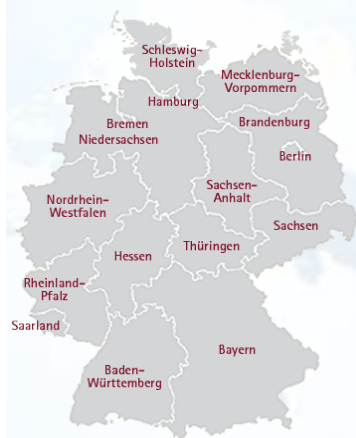 Schleswig-
Holstein
Mecklenburg-
Vorpommern
Hamburg
Bremen
Brandenburg
Niedersachsen
Berlin
Sachsen-
Anhalt
Nordrhein-
Westfalen
Sachsen
Thüringen
Hessen
Rheinland-
Pfalz
Saarland
Bayern
Baden-
Württemberg